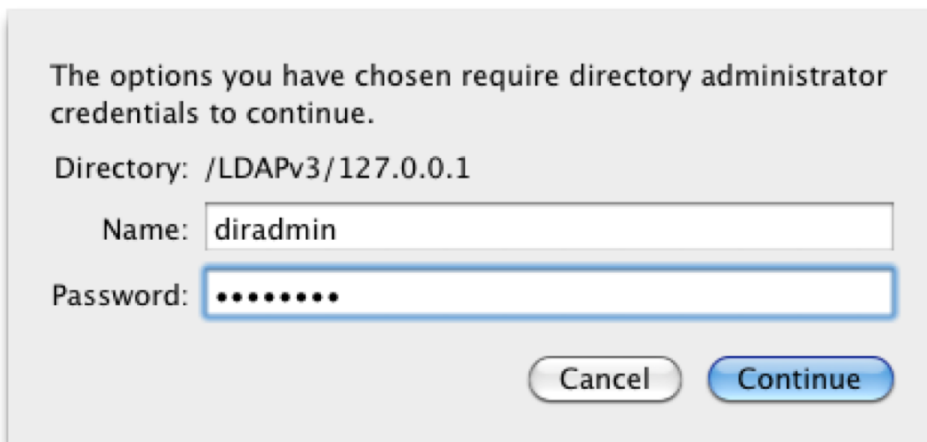 The options you have chosen require directory administrator
credentials to continue.
Directory: /LDAPv3/127.0.0.1
Name: diradmin
Password: ••••••••
Cancel Continue